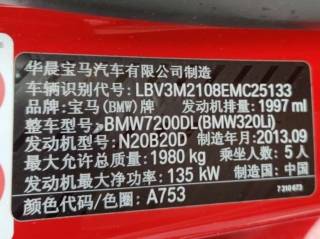 华晨宝马汽车有限公司制造
车辆识别代号: LBV3M2108EMC25133
品牌: 宝马(BMW)牌 发动机排量: 1997 ml
整车型号: >BMW7200DL(BMW320Li)
发动机型号: N20B20D 制造年月: 2013.09
最大允许总质量: 1980 kg 乘坐人数: 5人
发动机最大净功率: 135 kW 制造国: 中国
颜色代码/色圈: A753
7 310 673